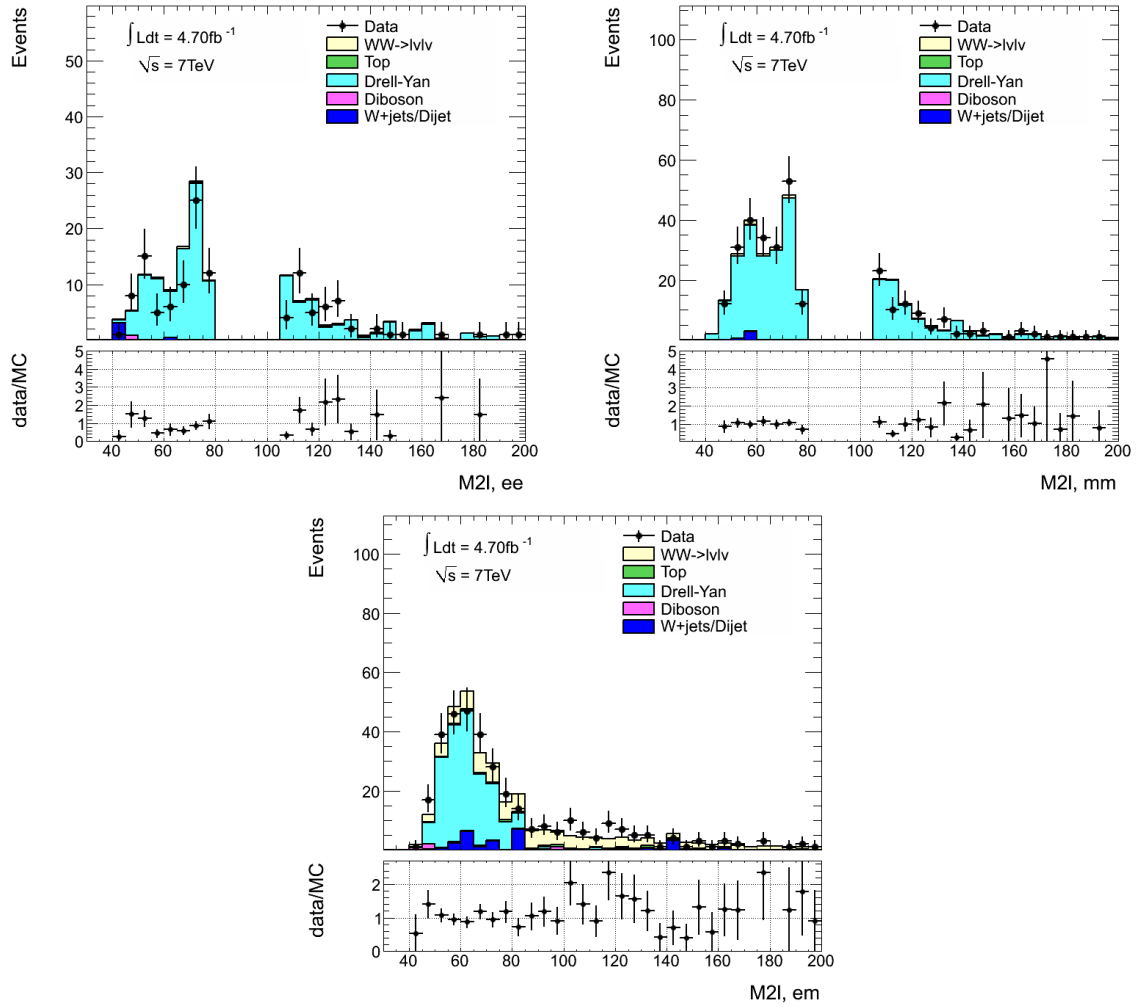 Events
50
40
30
20
10
∫ Ldt = 4.70fb⁻¹
√s = 7TeV
Data
WW->lvlv
Top
Drell-Yan
Diboson
W+jets/Dijet
data/MC
5
4
3
2
1
0
40 60 80 100 120 140 160 180 200
M2l, ee
Events
100
80
60
40
20
∫ Ldt = 4.70fb⁻¹
√s = 7TeV
Data
WW->lvlv
Top
Drell-Yan
Diboson
W+jets/Dijet
data/MC
5
4
3
2
1
40 60 80 100 120 140 160 180 200
M2l, mm
Events
100
80
60
40
20
∫ Ldt = 4.70fb⁻¹
√s = 7TeV
Data
WW->lvlv
Top
Drell-Yan
Diboson
W+jets/Dijet
data/MC
2
1
0
40 60 80 100 120 140 160 180 200
M2l, em